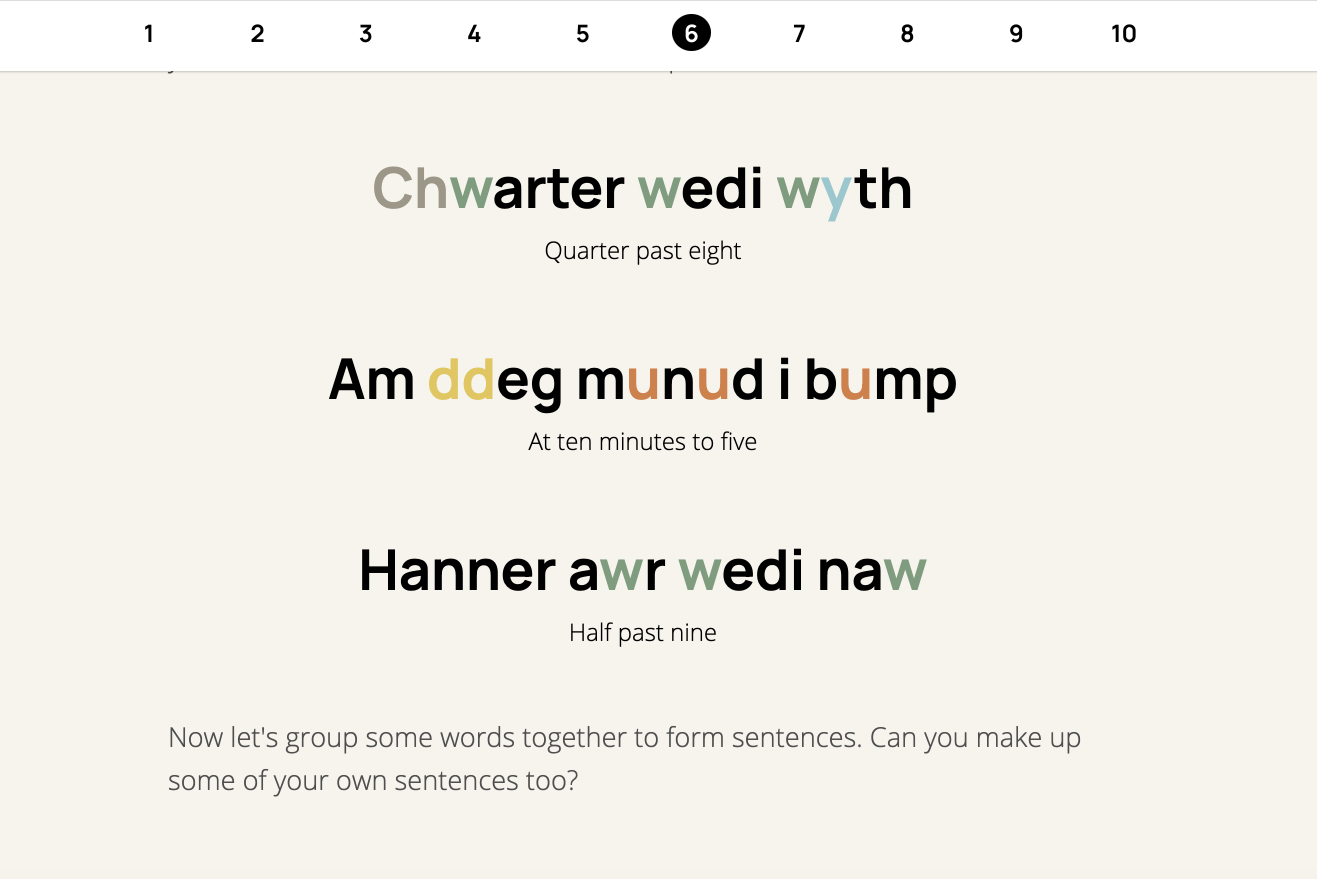 1 2 3 4 5 6 7 8 9 10
Chwarter wedi wyth
Quarter past eight
Am ddeg munud i bump
At ten minutes to five
Hanner awr wedi naw
Half past nine
Now let's group some words together to form sentences. Can you make up
some of your own sentences too?